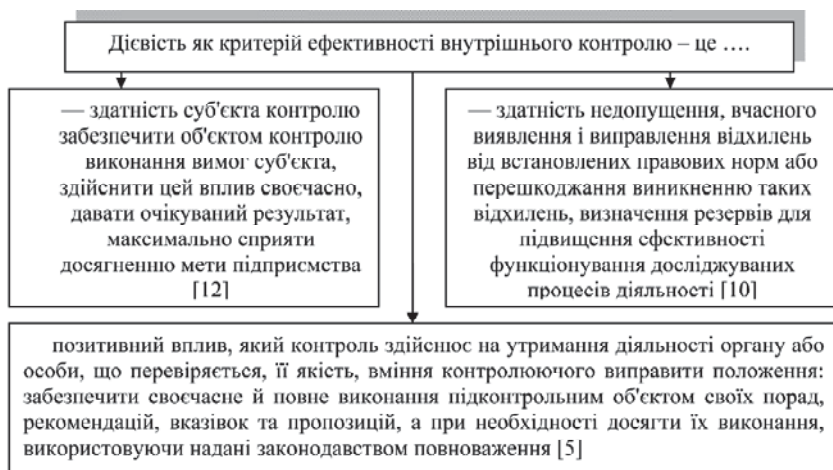 Дієвість як критерій ефективності внутрішнього контролю – це ….
— здатність суб'єкта контролю
забезпечити об'єктом контролю
виконання вимог суб'єкта,
здійснити цей вплив своєчасно,
давати очікуваний результат,
максимально сприяти
досягненню мети підприємства
[12]
— здатність недопущення, вчасного
виявлення і виправлення відхилень
від встановлених правових норм або
перешкоджання виникненню таких
відхилень, визначення резервів для
підвищення ефективності
функціонування досліджуваних
процесів діяльності [10]
позитивний вплив, який контроль здійснює на утримання діяльності органу або
особи, що перевіряється, її якість, вміння контролюючого виправити положення:
забезпечити своєчасне й повне виконання підконтрольним об'єктом своїх порад,
рекомендацій, вказівок та пропозицій, а при необхідності досягти їх виконання,
використовуючи надані законодавством повноваження [5]